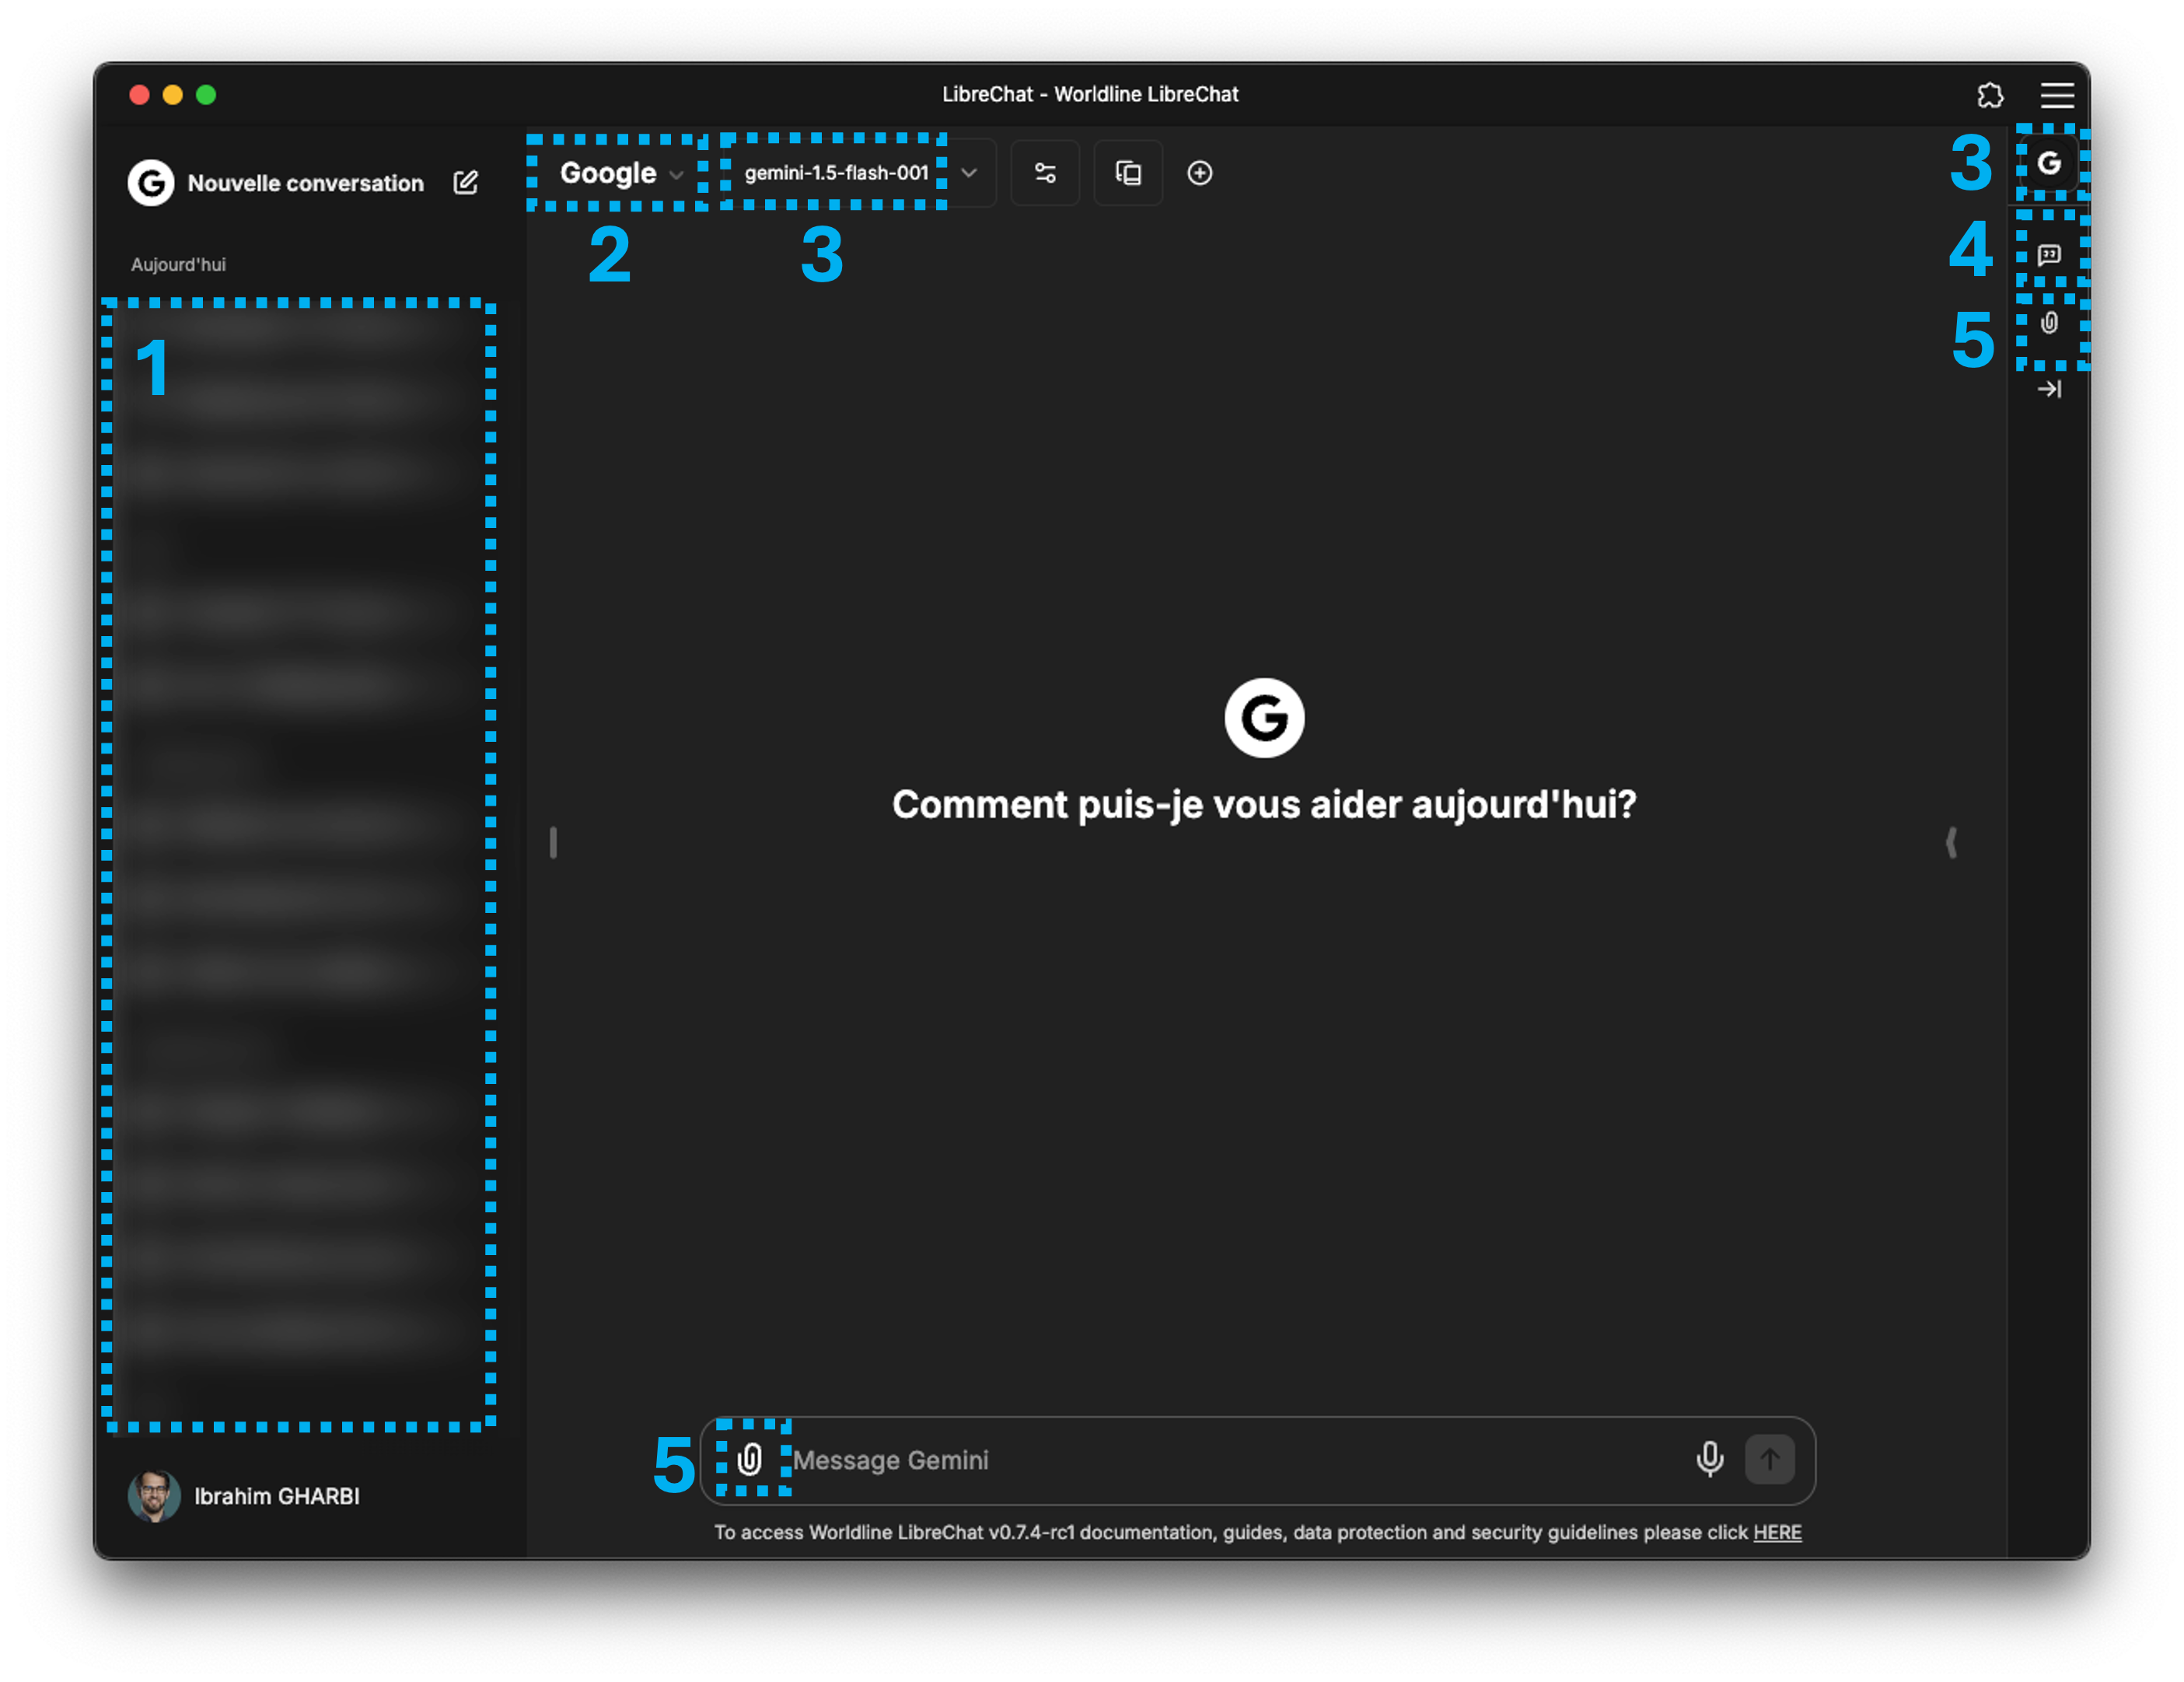 LibreChat - Worldline LibreChat
Nouvelle conversation
Google
gemini-1.5-flash-001
3
2
3
4
Aujourd'hui
1
5
Comment puis-je vous aider aujourd'hui?
5
Message Gemini
Ibrahim GHARBI
To access Worldline LibreChat v0.7.4-rc1 documentation, guides, data protection and security guidelines please click HERE